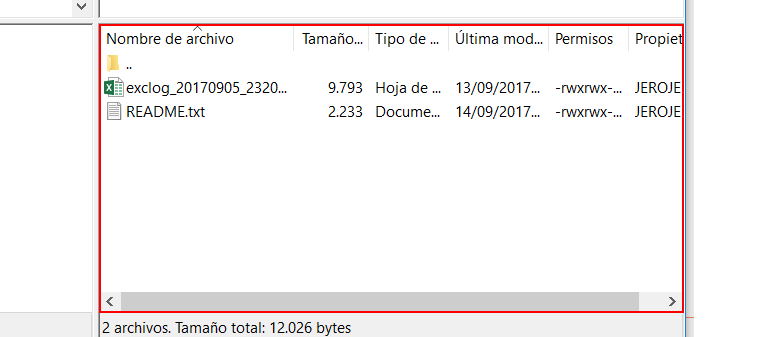 Nombre de archivo Tamaño... Tipo de ... Última mod... Permisos Propiet
..
exclog_20170905_2320... 9.793 Hoja de ... 13/09/2017... -rwxrwx-... JEROJE
README.txt 2.233 Docume... 14/09/2017... -rwxrwx-... JEROJE
2 archivos. Tamaño total: 12.026 bytes